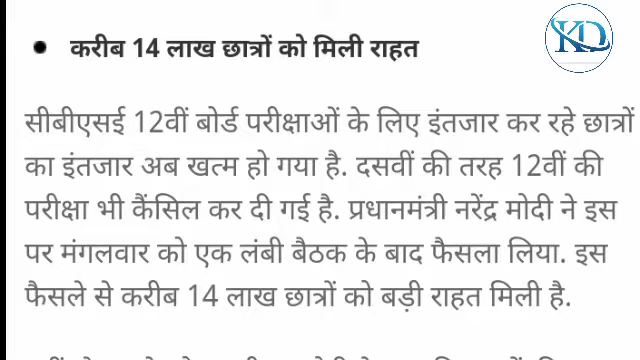 करीब 14 लाख छात्रों को मिली राहत
KD
सीबीएसई 12वीं बोर्ड परीक्षाओं के लिए इंतजार कर रहे छात्रों
का इंतजार अब खत्म हो गया है. दसवीं की तरह 12वीं की
परीक्षा भी कैंसिल कर दी गई है. प्रधानमंत्री नरेंद्र मोदी ने इस
पर मंगलवार को एक लंबी बैठक के बाद फैसला लिया. इस
फैसले से करीब 14 लाख छात्रों को बड़ी राहत मिली है.